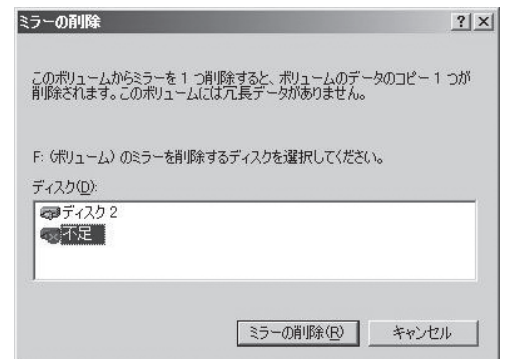 ミラーの削除
このボリュームからミラーを 1 つ削除すると、ボリュームのデータのコピー 1 つが
削除されます。このボリュームには冗長データがありません。
F: (ボリューム) のミラーを削除するディスクを選択してください。
ディスク(D):
ディスク 2
不足
ミラーの削除(R)
キャンセル